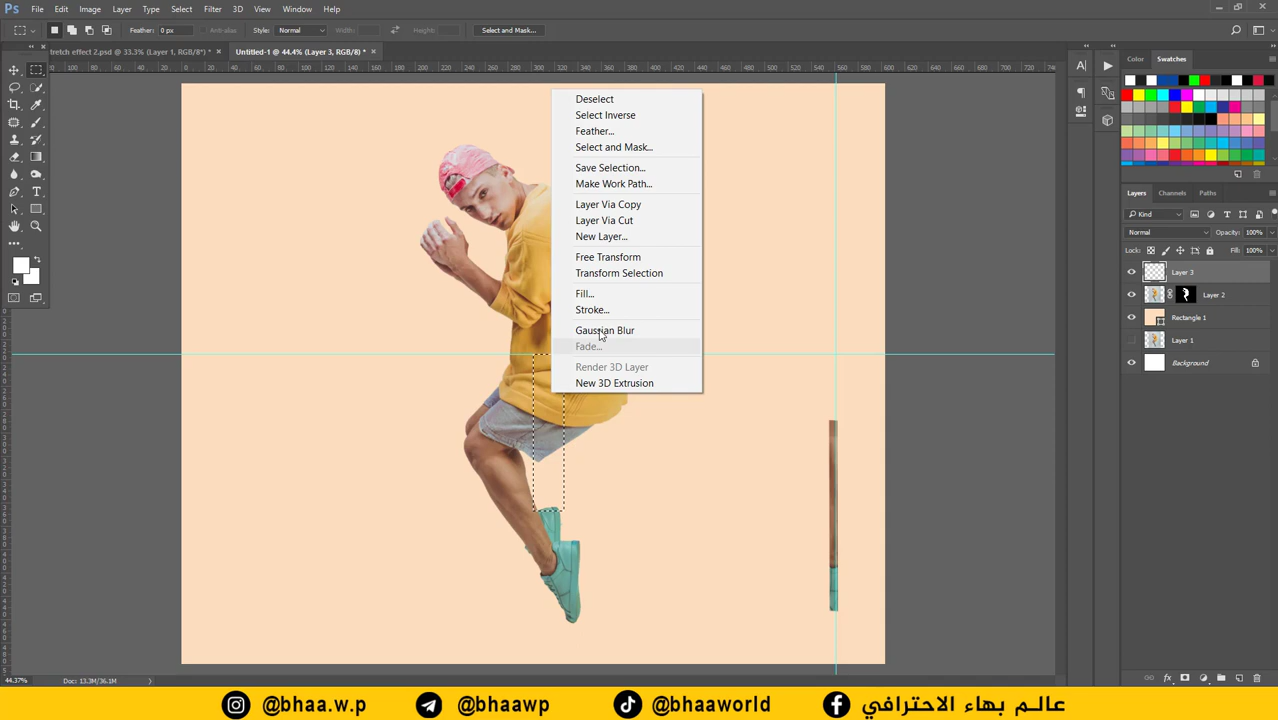 Ps File Edit Image Layer Type Select Filter 3D View Window Help
Feather: 0 px Anti-alias Style: Normal Width: Height: Select and Mask...
tretch effect 2.psd @ 33.3% (Layer 1, RGB/8*) * × Untitled-1 @ 44.4% (Layer 3, RGB/8) * ×
Deselect
Select Inverse
Feather...
Select and Mask...
Save Selection...
Make Work Path...
Layer Via Copy
Layer Via Cut
New Layer...
Free Transform
Transform Selection
Fill...
Stroke...
Gaussian Blur
Fade...
Render 3D Layer
New 3D Extrusion
Color Swatches
Layers Channels Paths
Kind
Normal Opacity: 100%
Lock: Fill: 100%
Layer 3
Layer 2
Rectangle 1
Layer 1
Background
44.37% Doc: 13.3M/36.1M
@bhaa.w.p @bhaawp @bhaaworld عالم بهاء الاحترافي